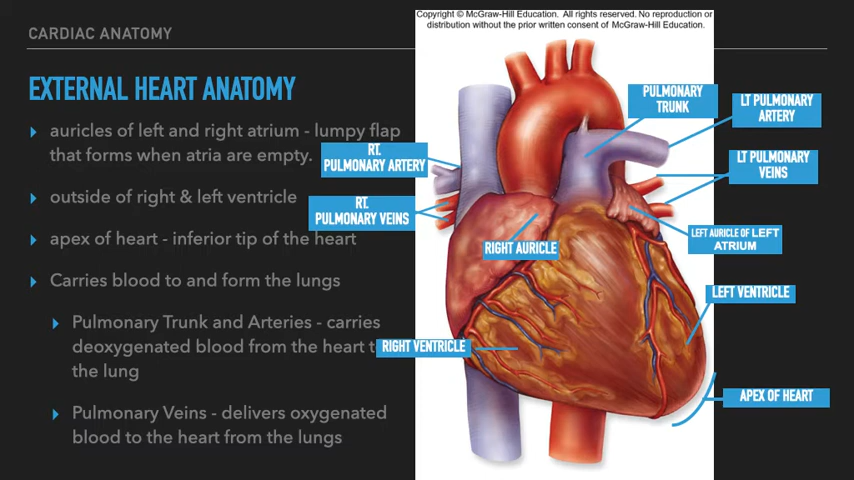 CARDIAC ANATOMY
EXTERNAL HEART ANATOMY
auricles of left and right atrium - lumpy flap
that forms when atria are empty.
outside of right & left ventricle
apex of heart - inferior tip of the heart
Carries blood to and form the lungs
Pulmonary Trunk and Arteries - carries
deoxygenated blood from the heart t
the lung
Pulmonary Veins - delivers oxygenated
blood to the heart from the lungs
Copyright © McGraw-Hill Education. All rights reserved. No reproduction or
distribution without the prior written consent of McGraw-Hill Education.
PULMONARY
TRUNK
LT PULMONARY
ARTERY
RT.
PULMONARY ARTERY
LT PULMONARY
VEINS
RT.
PULMONARY VEINS
RIGHT AURICLE
LEFT AURICLE OF LEFT
ATRIUM
LEFT VENTRICLE
RIGHT VENTRICLE
APEX OF HEART